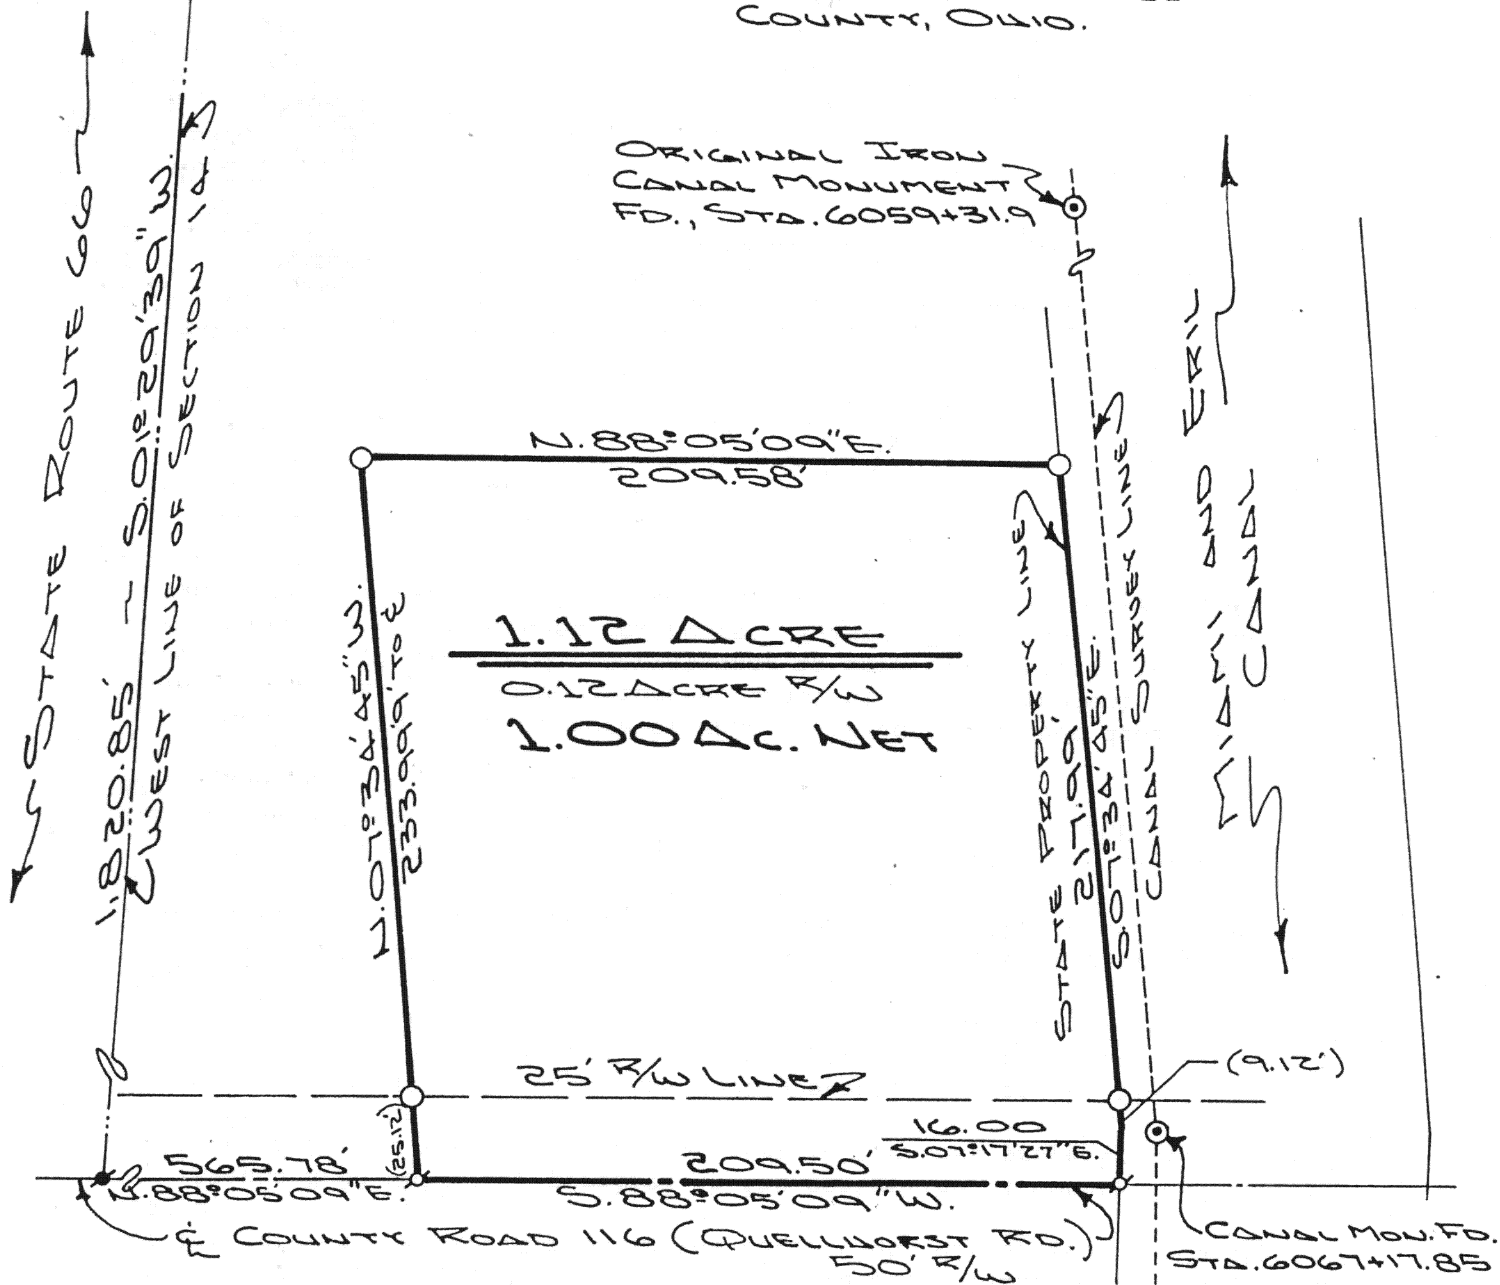 COUNTY, OHIO.
ORIGINAL IRON
CANAL MONUMENT
FD., STA. 6059+31.9
STATE ROUTE 66
1,820.85' ~ S.01°29'39"W.
WEST LINE OF SECTION 14
N.88°05'09"E.
209.58'
N.07°34'45"W.
233.99' TO ℄
1.12 ACRE
0.12 ACRE R/W
1.00 AC. NET
STATE PROPERTY LINE
217.99'
S.07°34'45"E.
CANAL SURVEY LINE
MIAMI AND ERIE
CANAL
25' R/W LINE
(9.12')
(25.12')
16.00
S.07°17'27"E.
565.78'
N.88°05'09"E.
209.50'
S.88°05'09"W.
℄ COUNTY ROAD 116 (QUELLHORST RD.)
50' R/W
CANAL MON. FD.
STA. 6067+17.85